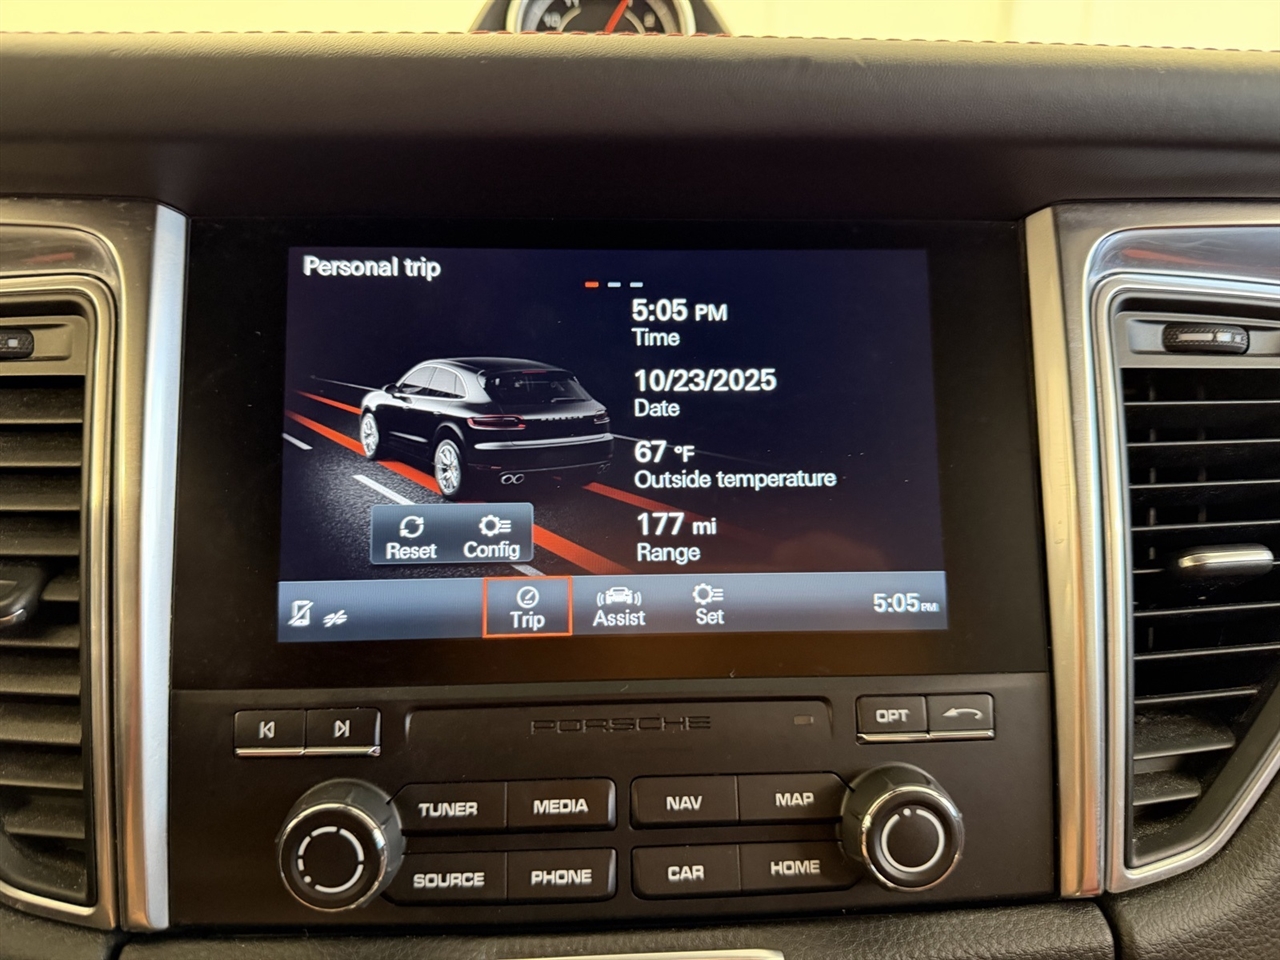 Personal trip
5:05 PM
Time
10/23/2025
Date
67 °F
Outside temperature
177 mi
Range
Reset Config
Trip Assist Set 5:05 PM
PORSCHE
OPT
TUNER MEDIA NAV MAP
SOURCE PHONE CAR HOME